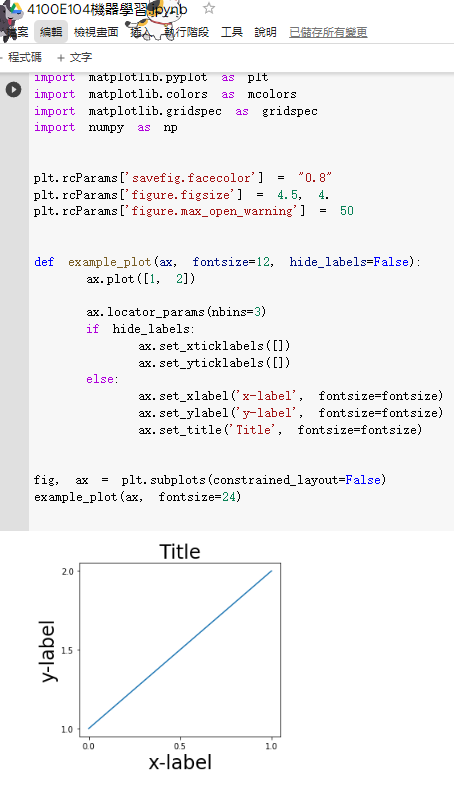 4100E104機器學習.ipynb
案 編輯 檢視畫面 插入 執行階段 工具 說明 已儲存所有變更
+ 程式碼 + 文字
import matplotlib.pyplot as plt
import matplotlib.colors as mcolors
import matplotlib.gridspec as gridspec
import numpy as np
plt.rcParams['savefig.facecolor'] = "0.8"
plt.rcParams['figure.figsize'] = 4.5, 4.
plt.rcParams['figure.max_open_warning'] = 50
def example_plot(ax, fontsize=12, hide_labels=False):
ax.plot([1, 2])
ax.locator_params(nbins=3)
if hide_labels:
ax.set_xticklabels([])
ax.set_yticklabels([])
else:
ax.set_xlabel('x-label', fontsize=fontsize)
ax.set_ylabel('y-label', fontsize=fontsize)
ax.set_title('Title', fontsize=fontsize)
fig, ax = plt.subplots(constrained_layout=False)
example_plot(ax, fontsize=24)
Title
y-label
2.0
1.5
1.0
0.0 0.5 1.0
x-label